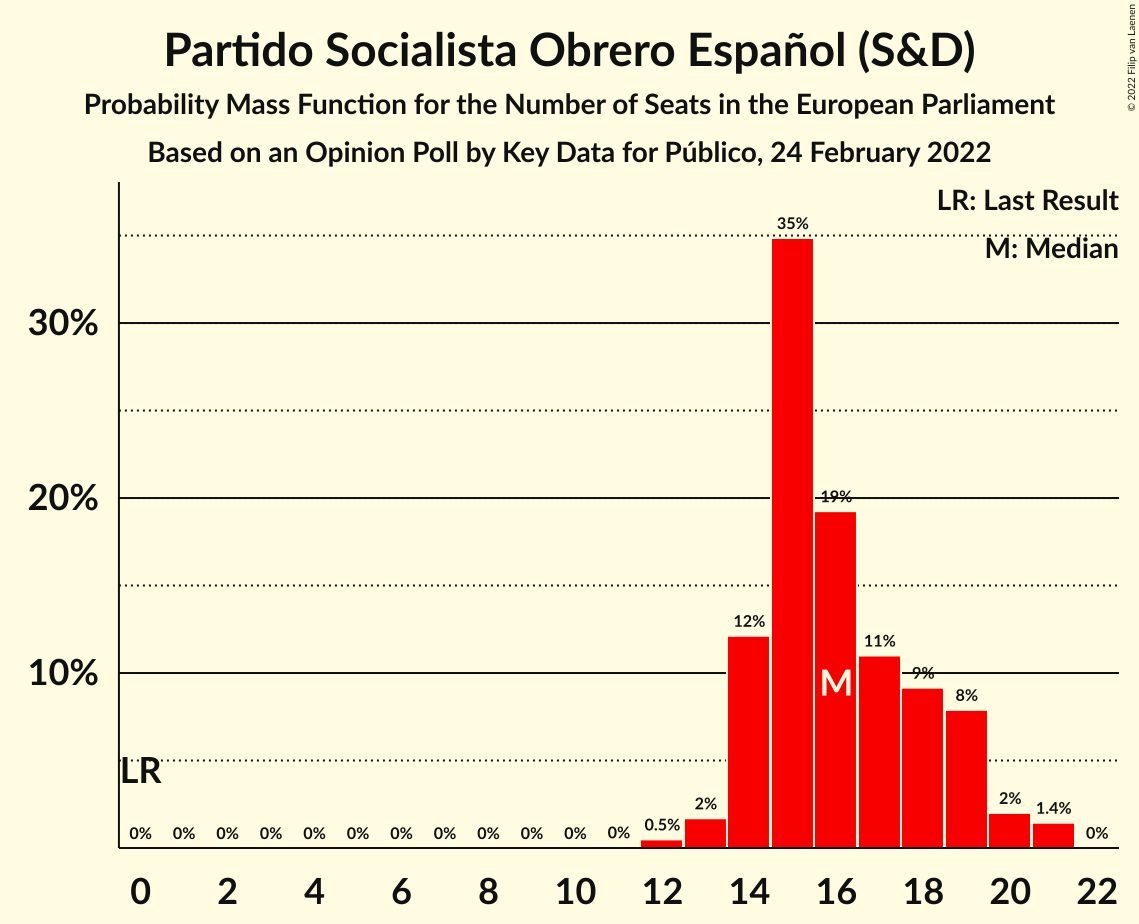 Partido Socialista Obrero Español (S&D)
Probability Mass Function for the Number of Seats in the European Parliament
Based on an Opinion Poll by Key Data for Público, 24 February 2022
© 2022 Filip van Laenen
LR: Last Result
M: Median
30%
20%
10%
35%
19%
12%
11%
9%
8%
M
LR
0% 0% 0% 0% 0% 0% 0% 0% 0% 0% 0% 0% 0.5% 2% 2% 1.4% 0%
0 2 4 6 8 10 12 14 16 18 20 22